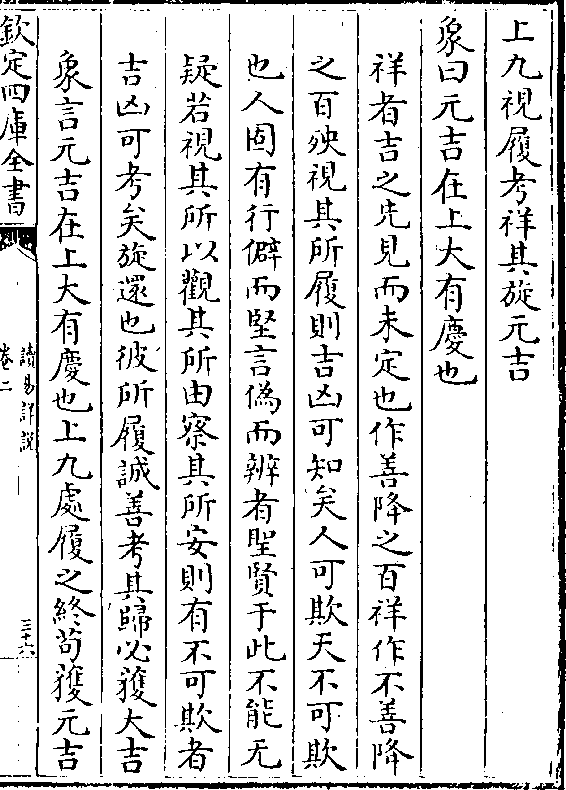 上九視履考祥其旋元吉
象曰元吉在上大有慶也
祥者吉之先見而未定也作善降之百祥作不善降
之百殃視其所履則吉凶可知矣人可欺天不可欺
也人固有行僻而堅言偽而辨者聖賢于此不能无
疑若視其所以觀其所由察其所安則有不可欺者
吉凶可考矣旋還也彼所履誠善考其歸必獲大吉
象言元吉在上大有慶也上九處履之終茍獲元吉
欽定四庫全書
讀易詳說
卷二
三十六